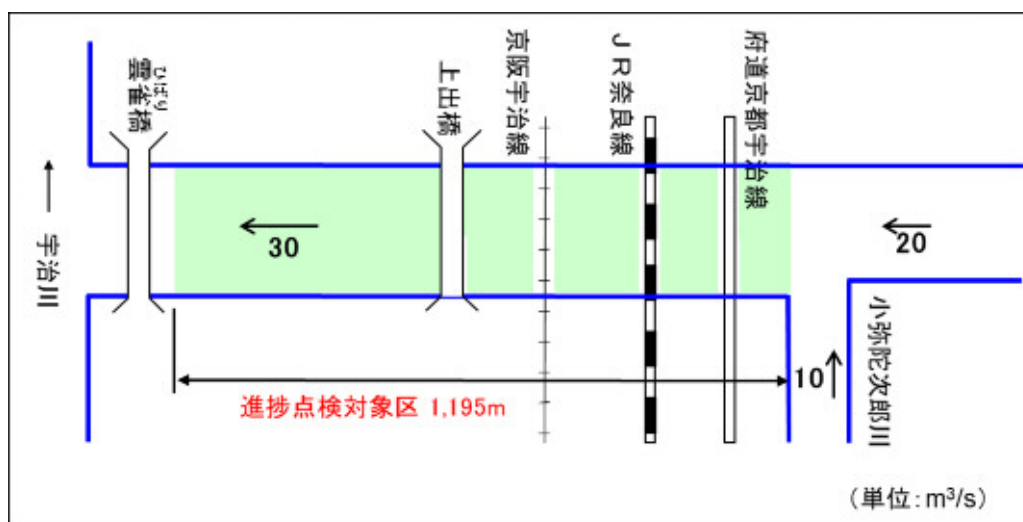 雲雀橋
ひばり
上出橋
京阪宇治線
ＪＲ奈良線
府道京都宇治線
宇治川
30
20
10
小弥陀次郎川
進捗点検対象区 1,195m
（単位：m³/s）